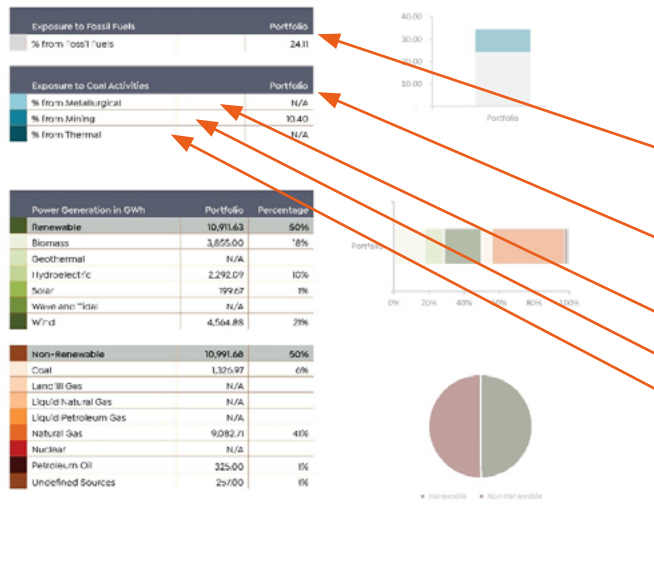 Exposure to Fossil Fuels Portfolio
% from Fossil Fuels 24.11
Exposure to Coal Activities Portfolio
% from Metallurgical N/A
% from Mining 10.40
% from Thermal N/A
40.00
30.00
20.00
10.00
-
Portfolio
Power Generation in GWh Portfolio Percentage
Renewable 10,911.63 50%
Biomass 3,855.00 18%
Geothermal N/A
Hydroelectric 2,292.09 10%
Solar 199.67 1%
Wave and Tidal N/A
Wind 4,564.88 21%
Non-Renewable 10,991.68 50%
Coal 1,326.97 6%
Landfill Gas N/A
Liquid Natural Gas N/A
Liquid Petroleum Gas N/A
Natural Gas 9,082.71 41%
Nuclear N/A
Petroleum Oil 325.00 1%
Undefined Sources 257.00 1%
Portfolio
0% 20% 40% 60% 80% 100%
Renewable Non-Renewable